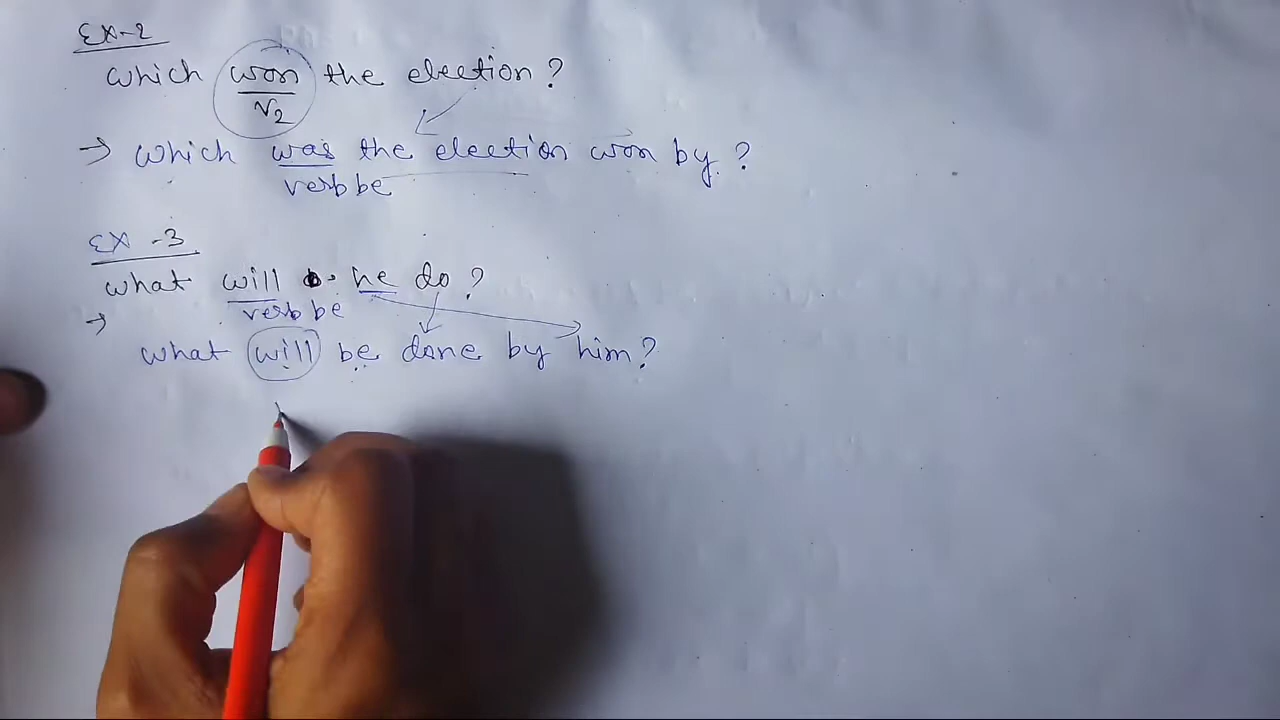 Ex-2
which won the election?
V2
→ which was the election won by?
verb be
Ex-3
what will he do?
verb be
→
what will be done by him?